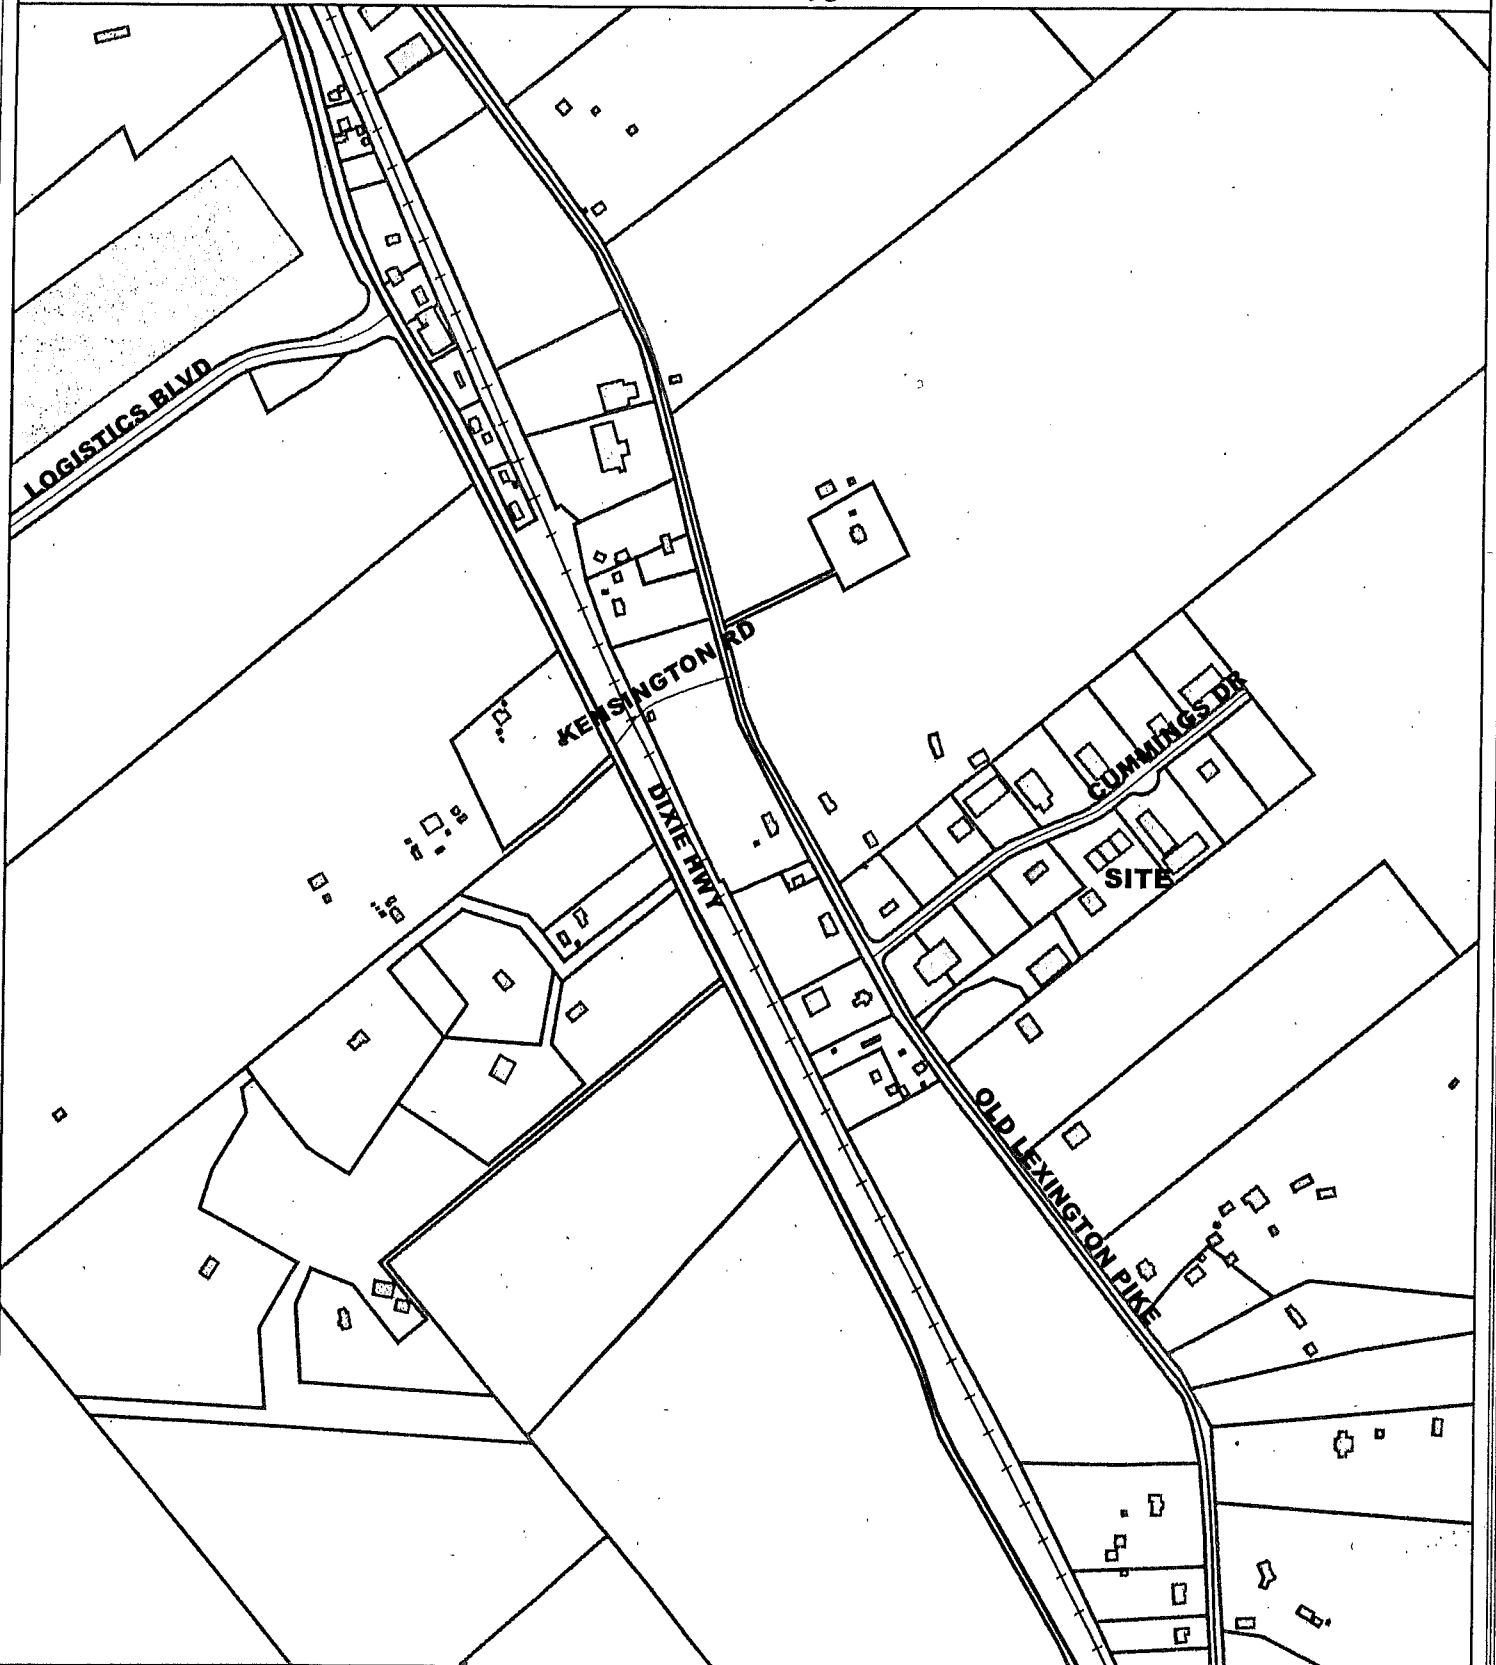 LOGISTICS BLVD
KENSINGTON RD
CUMMINGS DR
DIXIE HWY
SITE
OLD LEXINGTON PIKE